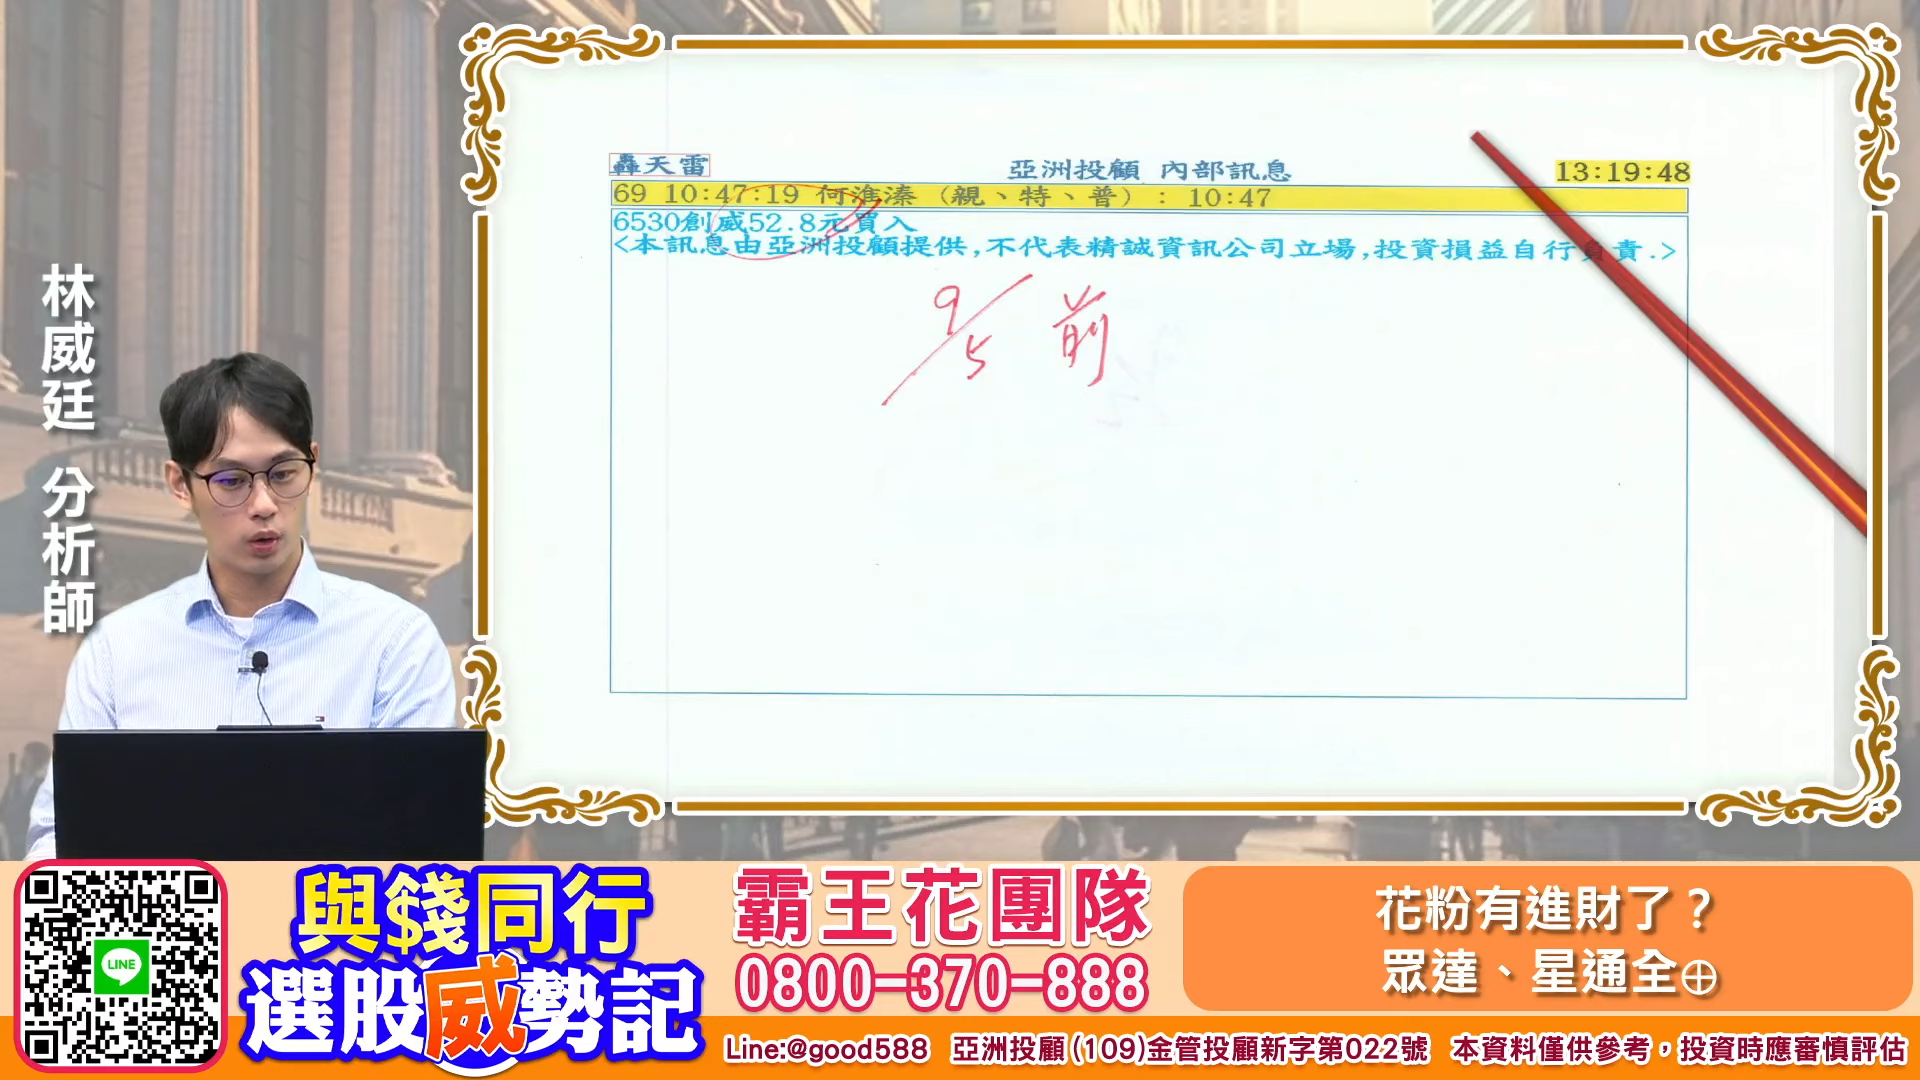 林威廷 分析師
轟天雷
亞洲投顧 內部訊息
13:19:48
69 10:47:19 何淮溱 (親、特、普) : 10:47
6530創威52.8元買入
<本訊息由亞洲投顧提供,不代表精誠資訊公司立場,投資損益自行負責.>
9/5 前
LINE
與錢同行
選股威勢記
霸王花團隊
0800-370-888
花粉有進財了？
眾達、星通全⊕
Line:@good588 亞洲投顧 (109)金管投顧新字第022號 本資料僅供參考，投資時應審慎評估